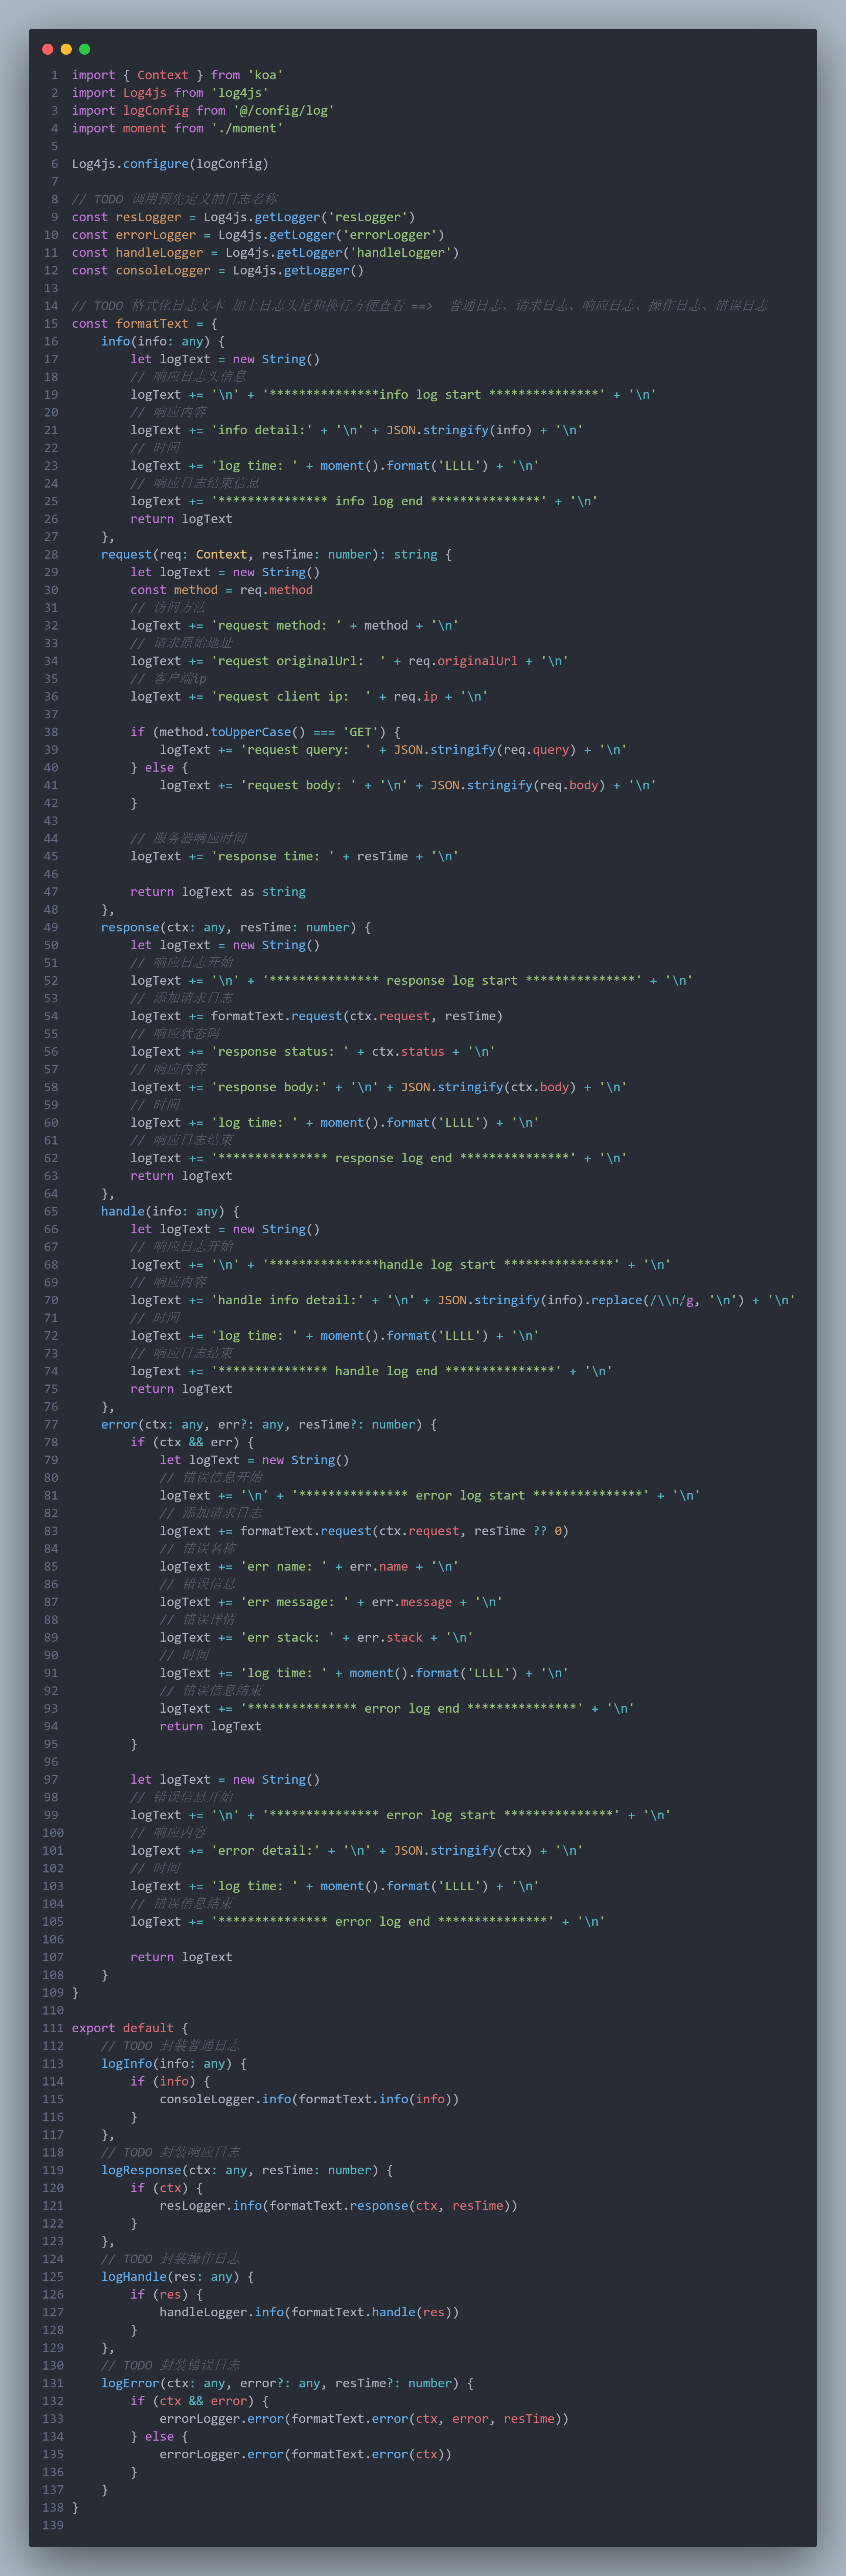 1 import { Context } from 'koa'
2 import Log4js from 'log4js'
3 import logConfig from '@/config/log'
4 import moment from './moment'
5
6 Log4js.configure(logConfig)
7
8 // TODO 调用预先定义的日志名称
9 const resLogger = Log4js.getLogger('resLogger')
10 const errorLogger = Log4js.getLogger('errorLogger')
11 const handleLogger = Log4js.getLogger('handleLogger')
12 const consoleLogger = Log4js.getLogger()
13
14 // TODO 格式化日志文本 加上日志头尾和换行方便查看 ==>  普通日志、请求日志、响应日志、操作日志、错误日志
15 const formatText = {
16     info(info: any) {
17         let logText = new String()
18         // 响应日志头信息
19         logText += '\n' + '***************info log start ***************' + '\n'
20         // 响应内容
21         logText += 'info detail:' + '\n' + JSON.stringify(info) + '\n'
22         // 时间
23         logText += 'log time: ' + moment().format('LLLL') + '\n'
24         // 响应日志结束信息
25         logText += '*************** info log end ***************' + '\n'
26         return logText
27     },
28     request(req: Context, resTime: number): string {
29         let logText = new String()
30         const method = req.method
31         // 访问方法
32         logText += 'request method: ' + method + '\n'
33         // 请求原始地址
34         logText += 'request originalUrl:  ' + req.originalUrl + '\n'
35         // 客户端ip
36         logText += 'request client ip:  ' + req.ip + '\n'
37
38         if (method.toUpperCase() === 'GET') {
39             logText += 'request query:  ' + JSON.stringify(req.query) + '\n'
40         } else {
41             logText += 'request body: ' + '\n' + JSON.stringify(req.body) + '\n'
42         }
43
44         // 服务器响应时间
45         logText += 'response time: ' + resTime + '\n'
46
47         return logText as string
48     },
49     response(ctx: any, resTime: number) {
50         let logText = new String()
51         // 响应日志开始
52         logText += '\n' + '*************** response log start ***************' + '\n'
53         // 添加请求日志
54         logText += formatText.request(ctx.request, resTime)
55         // 响应状态码
56         logText += 'response status: ' + ctx.status + '\n'
57         // 响应内容
58         logText += 'response body:' + '\n' + JSON.stringify(ctx.body) + '\n'
59         // 时间
60         logText += 'log time: ' + moment().format('LLLL') + '\n'
61         // 响应日志结束
62         logText += '*************** response log end ***************' + '\n'
63         return logText
64     },
65     handle(info: any) {
66         let logText = new String()
67         // 响应日志开始
68         logText += '\n' + '***************handle log start ***************' + '\n'
69         // 响应内容
70         logText += 'handle info detail:' + '\n' + JSON.stringify(info).replace(/\\n/g, '\n') + '\n'
71         // 时间
72         logText += 'log time: ' + moment().format('LLLL') + '\n'
73         // 响应日志结束
74         logText += '*************** handle log end ***************' + '\n'
75         return logText
76     },
77     error(ctx: any, err?: any, resTime?: number) {
78         if (ctx && err) {
79             let logText = new String()
80             // 错误信息开始
81             logText += '\n' + '*************** error log start ***************' + '\n'
82             // 添加请求日志
83             logText += formatText.request(ctx.request, resTime ?? 0)
84             // 错误名称
85             logText += 'err name: ' + err.name + '\n'
86             // 错误信息
87             logText += 'err message: ' + err.message + '\n'
88             // 错误详情
89             logText += 'err stack: ' + err.stack + '\n'
90             // 时间
91             logText += 'log time: ' + moment().format('LLLL') + '\n'
92             // 错误信息结束
93             logText += '*************** error log end ***************' + '\n'
94             return logText
95         }
96
97         let logText = new String()
98         // 错误信息开始
99         logText += '\n' + '*************** error log start ***************' + '\n'
100         // 响应内容
101         logText += 'error detail:' + '\n' + JSON.stringify(ctx) + '\n'
102         // 时间
103         logText += 'log time: ' + moment().format('LLLL') + '\n'
104         // 错误信息结束
105         logText += '*************** error log end ***************' + '\n'
106
107         return logText
108     }
109 }
110
111 export default {
112     // TODO 封装普通日志
113     logInfo(info: any) {
114         if (info) {
115             consoleLogger.info(formatText.info(info))
116         }
117     },
118     // TODO 封装响应日志
119     logResponse(ctx: any, resTime: number) {
120         if (ctx) {
121             resLogger.info(formatText.response(ctx, resTime))
122         }
123     },
124     // TODO 封装操作日志
125     logHandle(res: any) {
126         if (res) {
127             handleLogger.info(formatText.handle(res))
128         }
129     },
130     // TODO 封装错误日志
131     logError(ctx: any, error?: any, resTime?: number) {
132         if (ctx && error) {
133             errorLogger.error(formatText.error(ctx, error, resTime))
134         } else {
135             errorLogger.error(formatText.error(ctx))
136         }
137     }
138 }
139